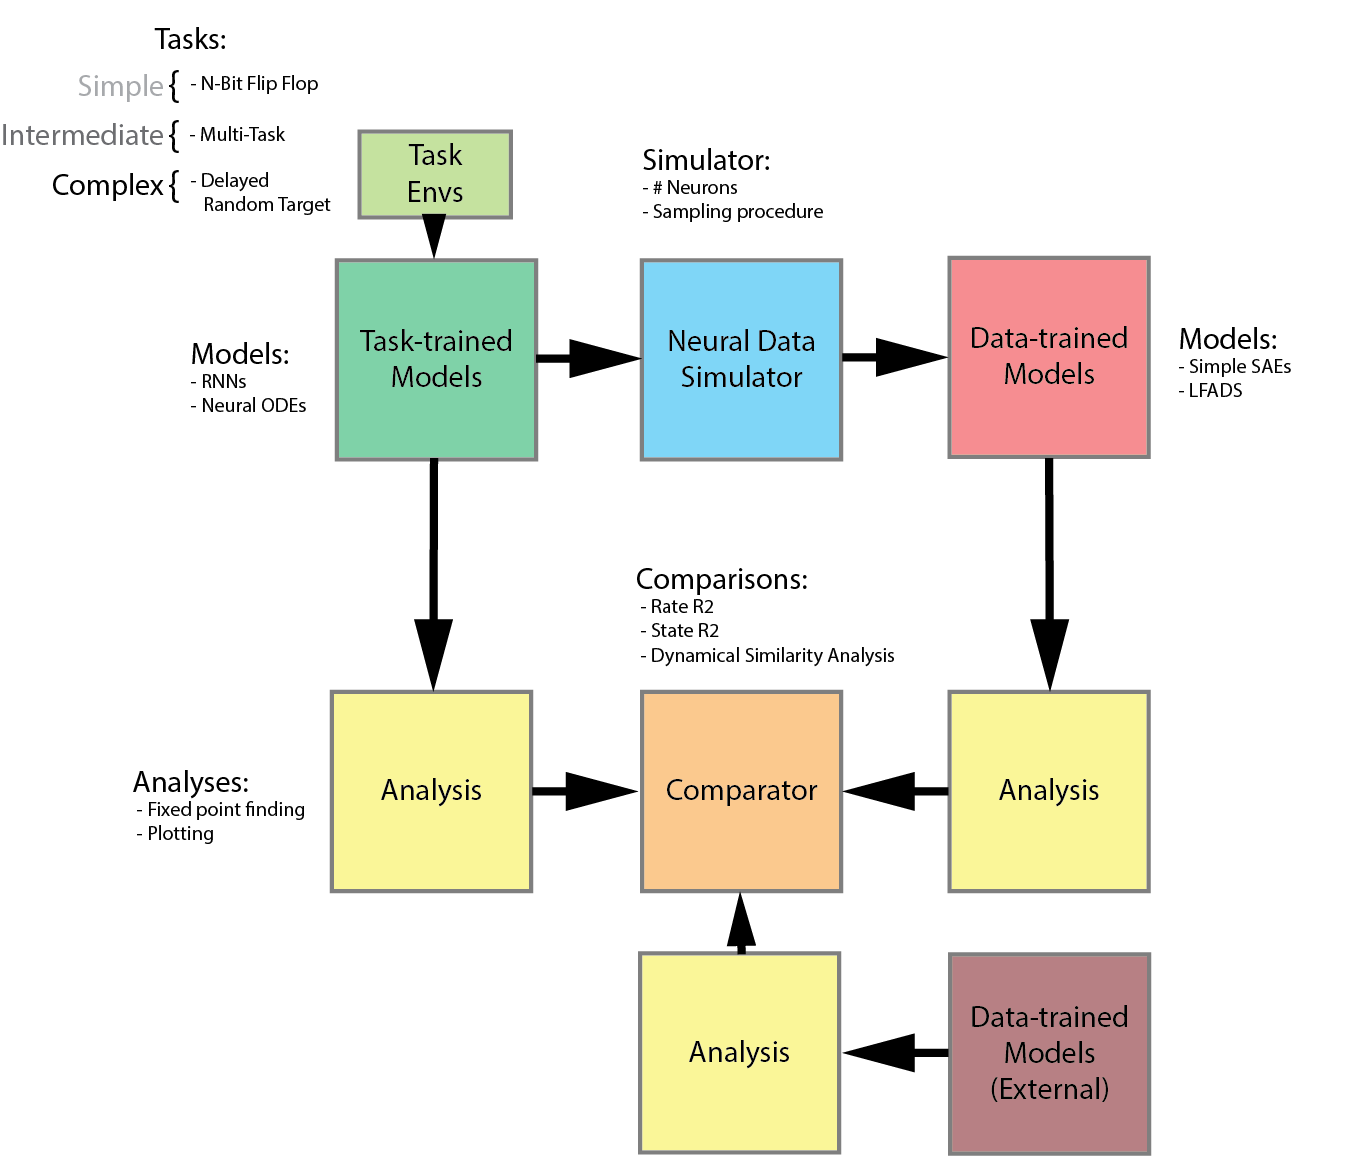 Tasks:
Simple { - N-Bit Flip Flop
Intermediate { - Multi-Task
Complex { - Delayed
Random Target
Task
Envs
Simulator:
- # Neurons
- Sampling procedure
Models:
- RNNs
- Neural ODEs
Task-trained
Models
Neural Data
Simulator
Data-trained
Models
Models:
- Simple SAEs
- LFADS
Comparisons:
- Rate R2
- State R2
- Dynamical Similarity Analysis
Analyses:
- Fixed point finding
- Plotting
Analysis
Comparator
Analysis
Analysis
Data-trained
Models
(External)